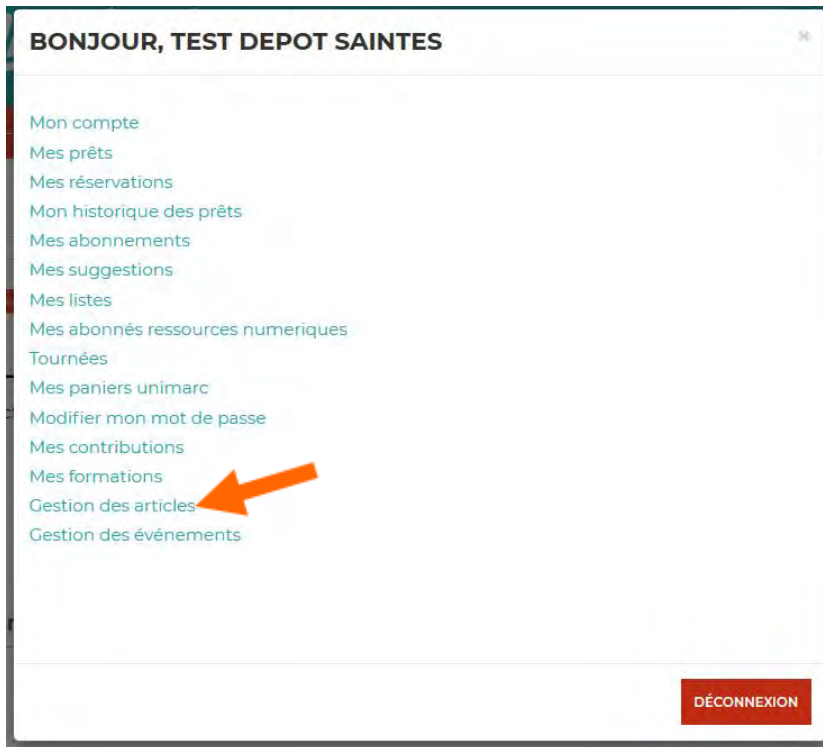 BONJOUR, TEST DEPOT SAINTES
Mon compte
Mes prêts
Mes réservations
Mon historique des prêts
Mes abonnements
Mes suggestions
Mes listes
Mes abonnés ressources numeriques
Tournées
Mes paniers unimarc
Modifier mon mot de passe
Mes contributions
Mes formations
Gestion des articles
Gestion des événements
DÉCONNEXION